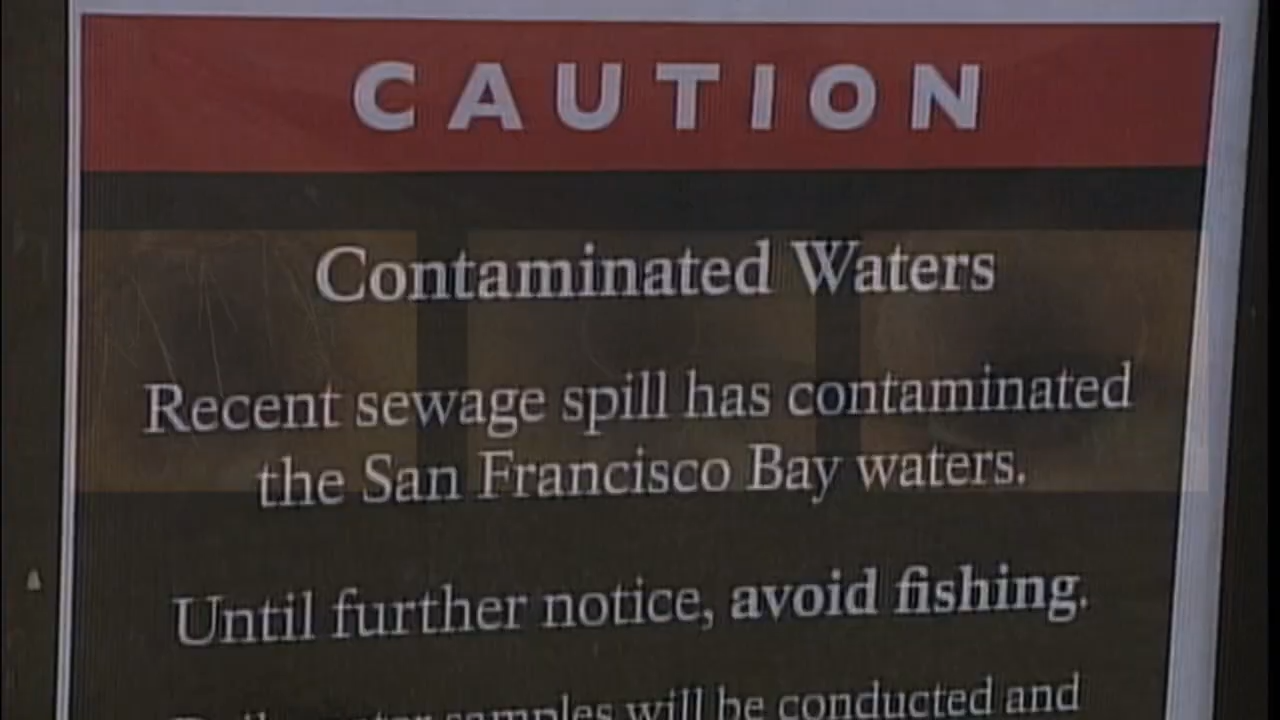 CAUTION
Contaminated Waters
Recent sewage spill has contaminated
the San Francisco Bay waters.
Until further notice, avoid fishing.
samples will be conducted and